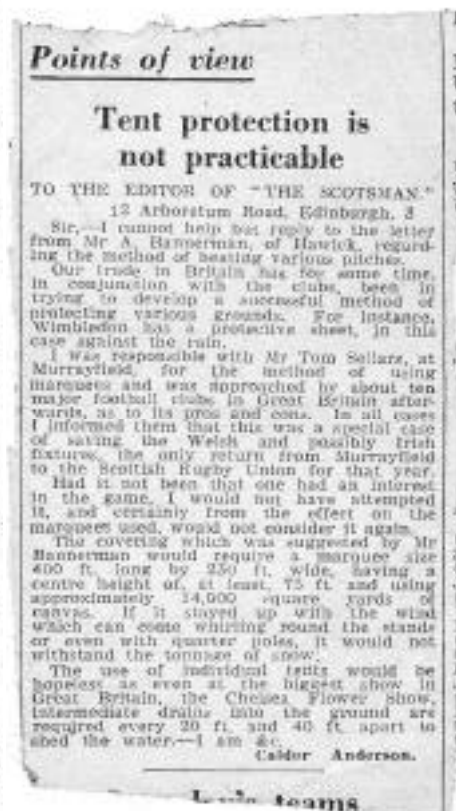 Points of view
Tent protection is
not practicable
TO THE EDITOR OF "THE SCOTSMAN."
12 Arboretum Road, Edinburgh, 3
Sir,—I cannot help but reply to the letter
from Mr A. Bannerman, of Hawick, regard-
ing the method of heating various pitches.
Our trade in Britain has for some time,
in conjunction with the clubs, been in
trying to develop a successful method of
protecting various grounds. For instance,
Wimbledon has a protective sheet, in this
case against the rain.
I was responsible with Mr Tom Sellars, at
Murrayfield, for the method of using
marquees and was approached by about ten
major football clubs in Great Britain after-
wards, as to its pros and cons. In all cases
I informed them that this was a special case
of saving the Welsh and possibly Irish
fixtures, the only return from Murrayfield
to the Scottish Rugby Union for that year.
Had it not been that one had an interest
in the game, I would not have attempted
it, and certainly from the effect on the
marquees used, would not consider it again.
The covering which was suggested by Mr
Bannerman would require a marquee size
400 ft. long by 250 ft. wide, having a
centre height of, at least, 75 ft. and using
approximately 14,000 square yards of
canvas. If it stayed up with the wind
which can come whirling round the stands
or even with quarter poles, it would not
withstand the tonnage of snow.
The use of individual tents would be
hopeless as even at the biggest show in
Great Britain, the Chelsea Flower Show,
intermediate drains into the ground are
required every 20 ft. and 40 ft. apart to
shed the water.—I am &c.
Calder Anderson.
teams